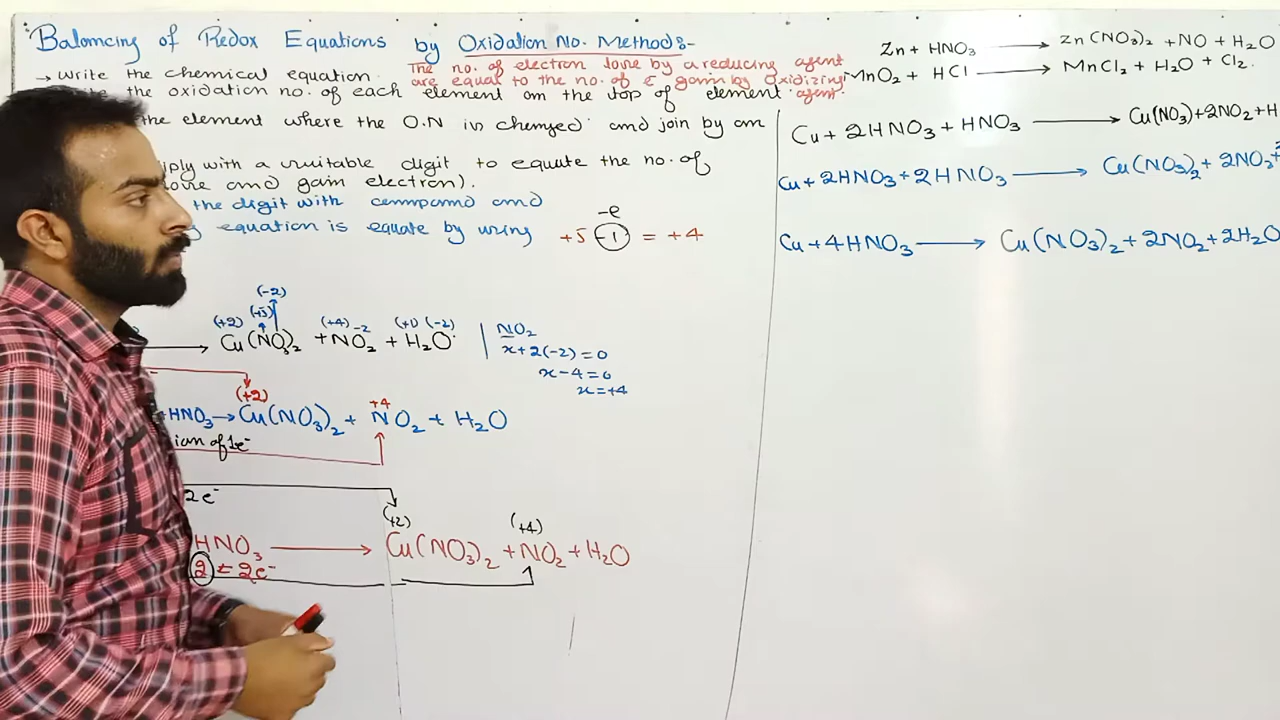 Balancing of Redox Equations by Oxidation No. Methods:-
→ Write the chemical equation.
The no. of electron lose by a reducing agent
are equal to the no. of e⁻ gain by Oxidizing
agent.
the oxidation no. of each element on the top of element
the element where the O.N is changed and join by an
ply with a suitable digit to equate the no. of
and gain electron).
the digit with compound and
equation is equate by using
-e
+5 -1 = +4
(-2)
(+2) (+5) (+4) -2 (+1) (-2)
Cu(NO₃)₂ + NO₂ + H₂O
NO₂
x+2(-2)=0
x-4=0
x=+4
(+2) +4
HNO₃ → Cu(NO₃)₂ + NO₂ + H₂O
of 1e⁻
2e⁻
(+2) (+4)
HNO₃ → Cu(NO₃)₂ + NO₂ + H₂O
2 2e⁻
Zn + HNO₃ → Zn(NO₃)₂ + NO + H₂O
MnO₂ + HCl → MnCl₂ + H₂O + Cl₂.
Cu + 2HNO₃ + HNO₃ → Cu(NO₃)+2NO₂+H
Cu + 2HNO₃ + 2HNO₃ → Cu(NO₃)₂ + 2NO₂+
Cu + 4HNO₃ → Cu(NO₃)₂ + 2NO₂ + 2H₂O